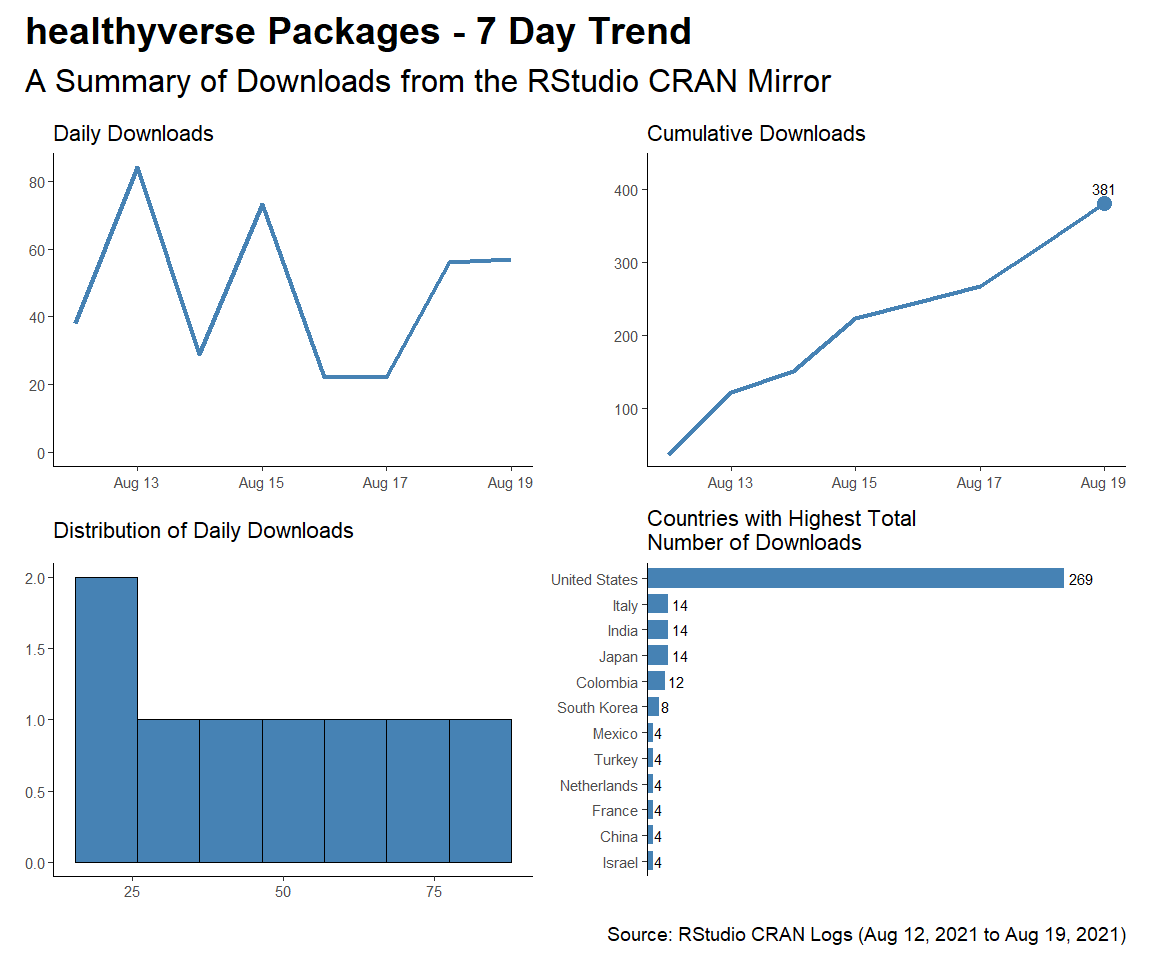 healthyverse Packages - 7 Day Trend
A Summary of Downloads from the RStudio CRAN Mirror
Daily Downloads
80
60
40
20
0
Aug 13 Aug 15 Aug 17 Aug 19
Cumulative Downloads
400
300
200
100
381
Aug 13 Aug 15 Aug 17 Aug 19
Distribution of Daily Downloads
2.0
1.5
1.0
0.5
0.0
25 50 75
Countries with Highest Total
Number of Downloads
United States 269
Italy 14
India 14
Japan 14
Colombia 12
South Korea 8
Mexico 4
Turkey 4
Netherlands 4
France 4
China 4
Israel 4
Source: RStudio CRAN Logs (Aug 12, 2021 to Aug 19, 2021)